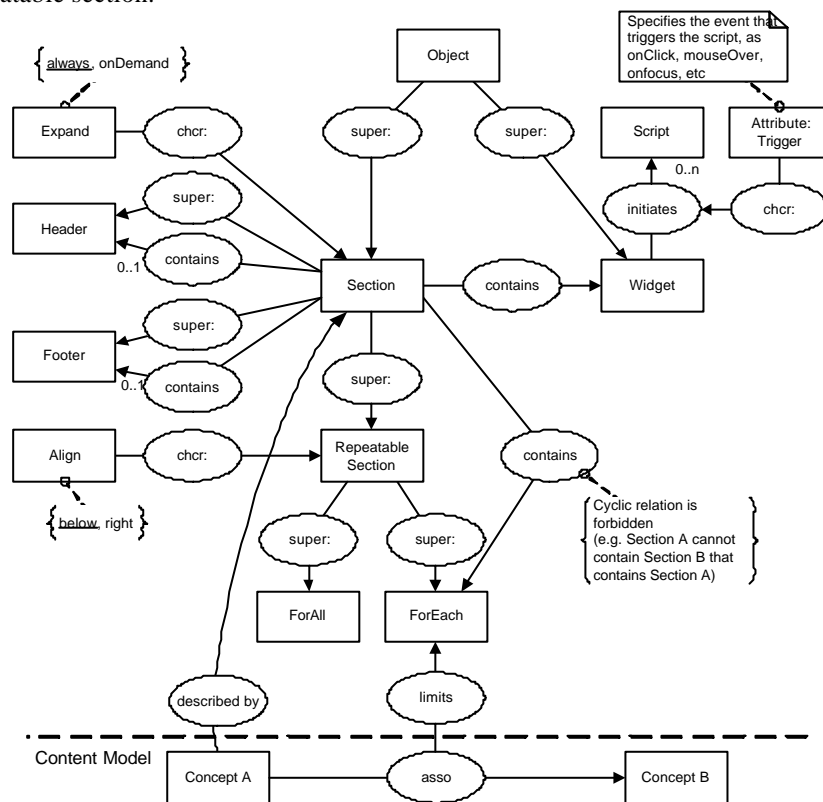 atable section.
Specifies the event that
triggers the script, as
onClick, mouseOver,
onfocus, etc
Object
always, onDemand
Expand
chcr:
super:
super:
Script
Attribute:
Trigger
0..n
super:
initiates
chcr:
Header
contains
0..1
Section
contains
Widget
super:
Footer
0..1
contains
super:
Align
chcr:
Repeatable
Section
contains
below, right
super:
super:
Cyclic relation is
forbidden
(e.g. Section A cannot
contain Section B that
contains Section A)
ForAll
ForEach
described by
limits
Content Model
Concept A
asso
Concept B